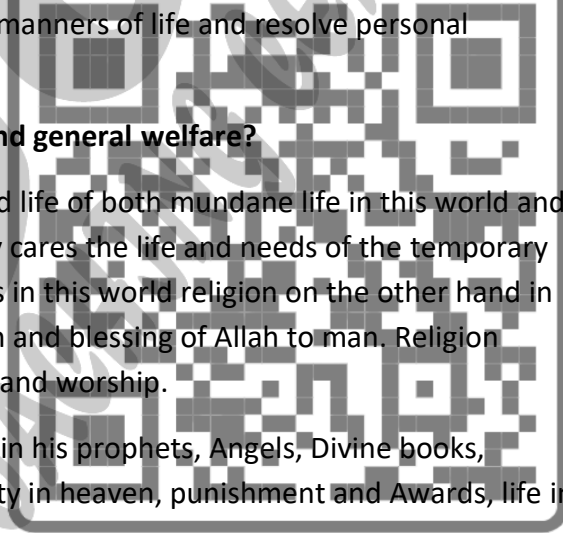 manners of life and resolve personal
nd general welfare?
d life of both mundane life in this world and
y cares the life and needs of the temporary
s in this world religion on the other hand in
n and blessing of Allah to man. Religion
and worship.
in his prophets, Angels, Divine books,
ty in heaven, punishment and Awards, life in